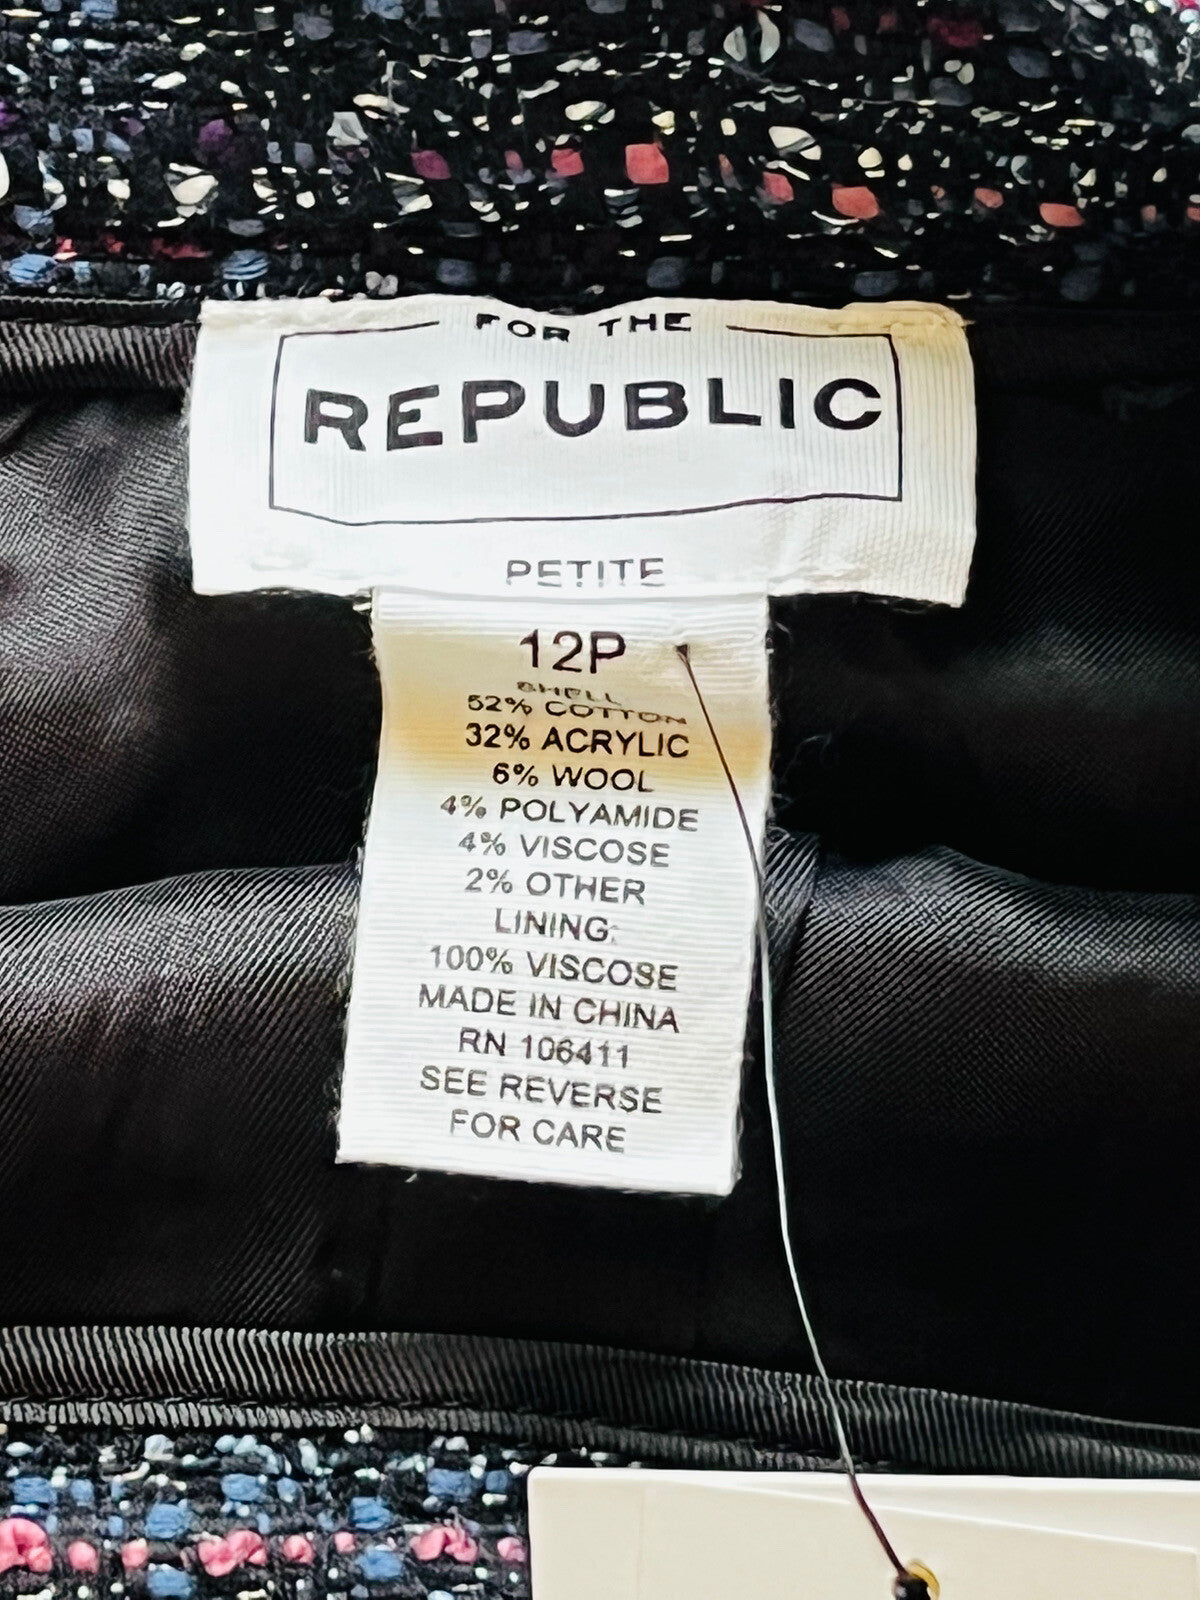 FOR THE
REPUBLIC
PETITE
12P
SHELL
52% COTTON
32% ACRYLIC
6% WOOL
4% POLYAMIDE
4% VISCOSE
2% OTHER
LINING:
100% VISCOSE
MADE IN CHINA
RN 106411
SEE REVERSE
FOR CARE